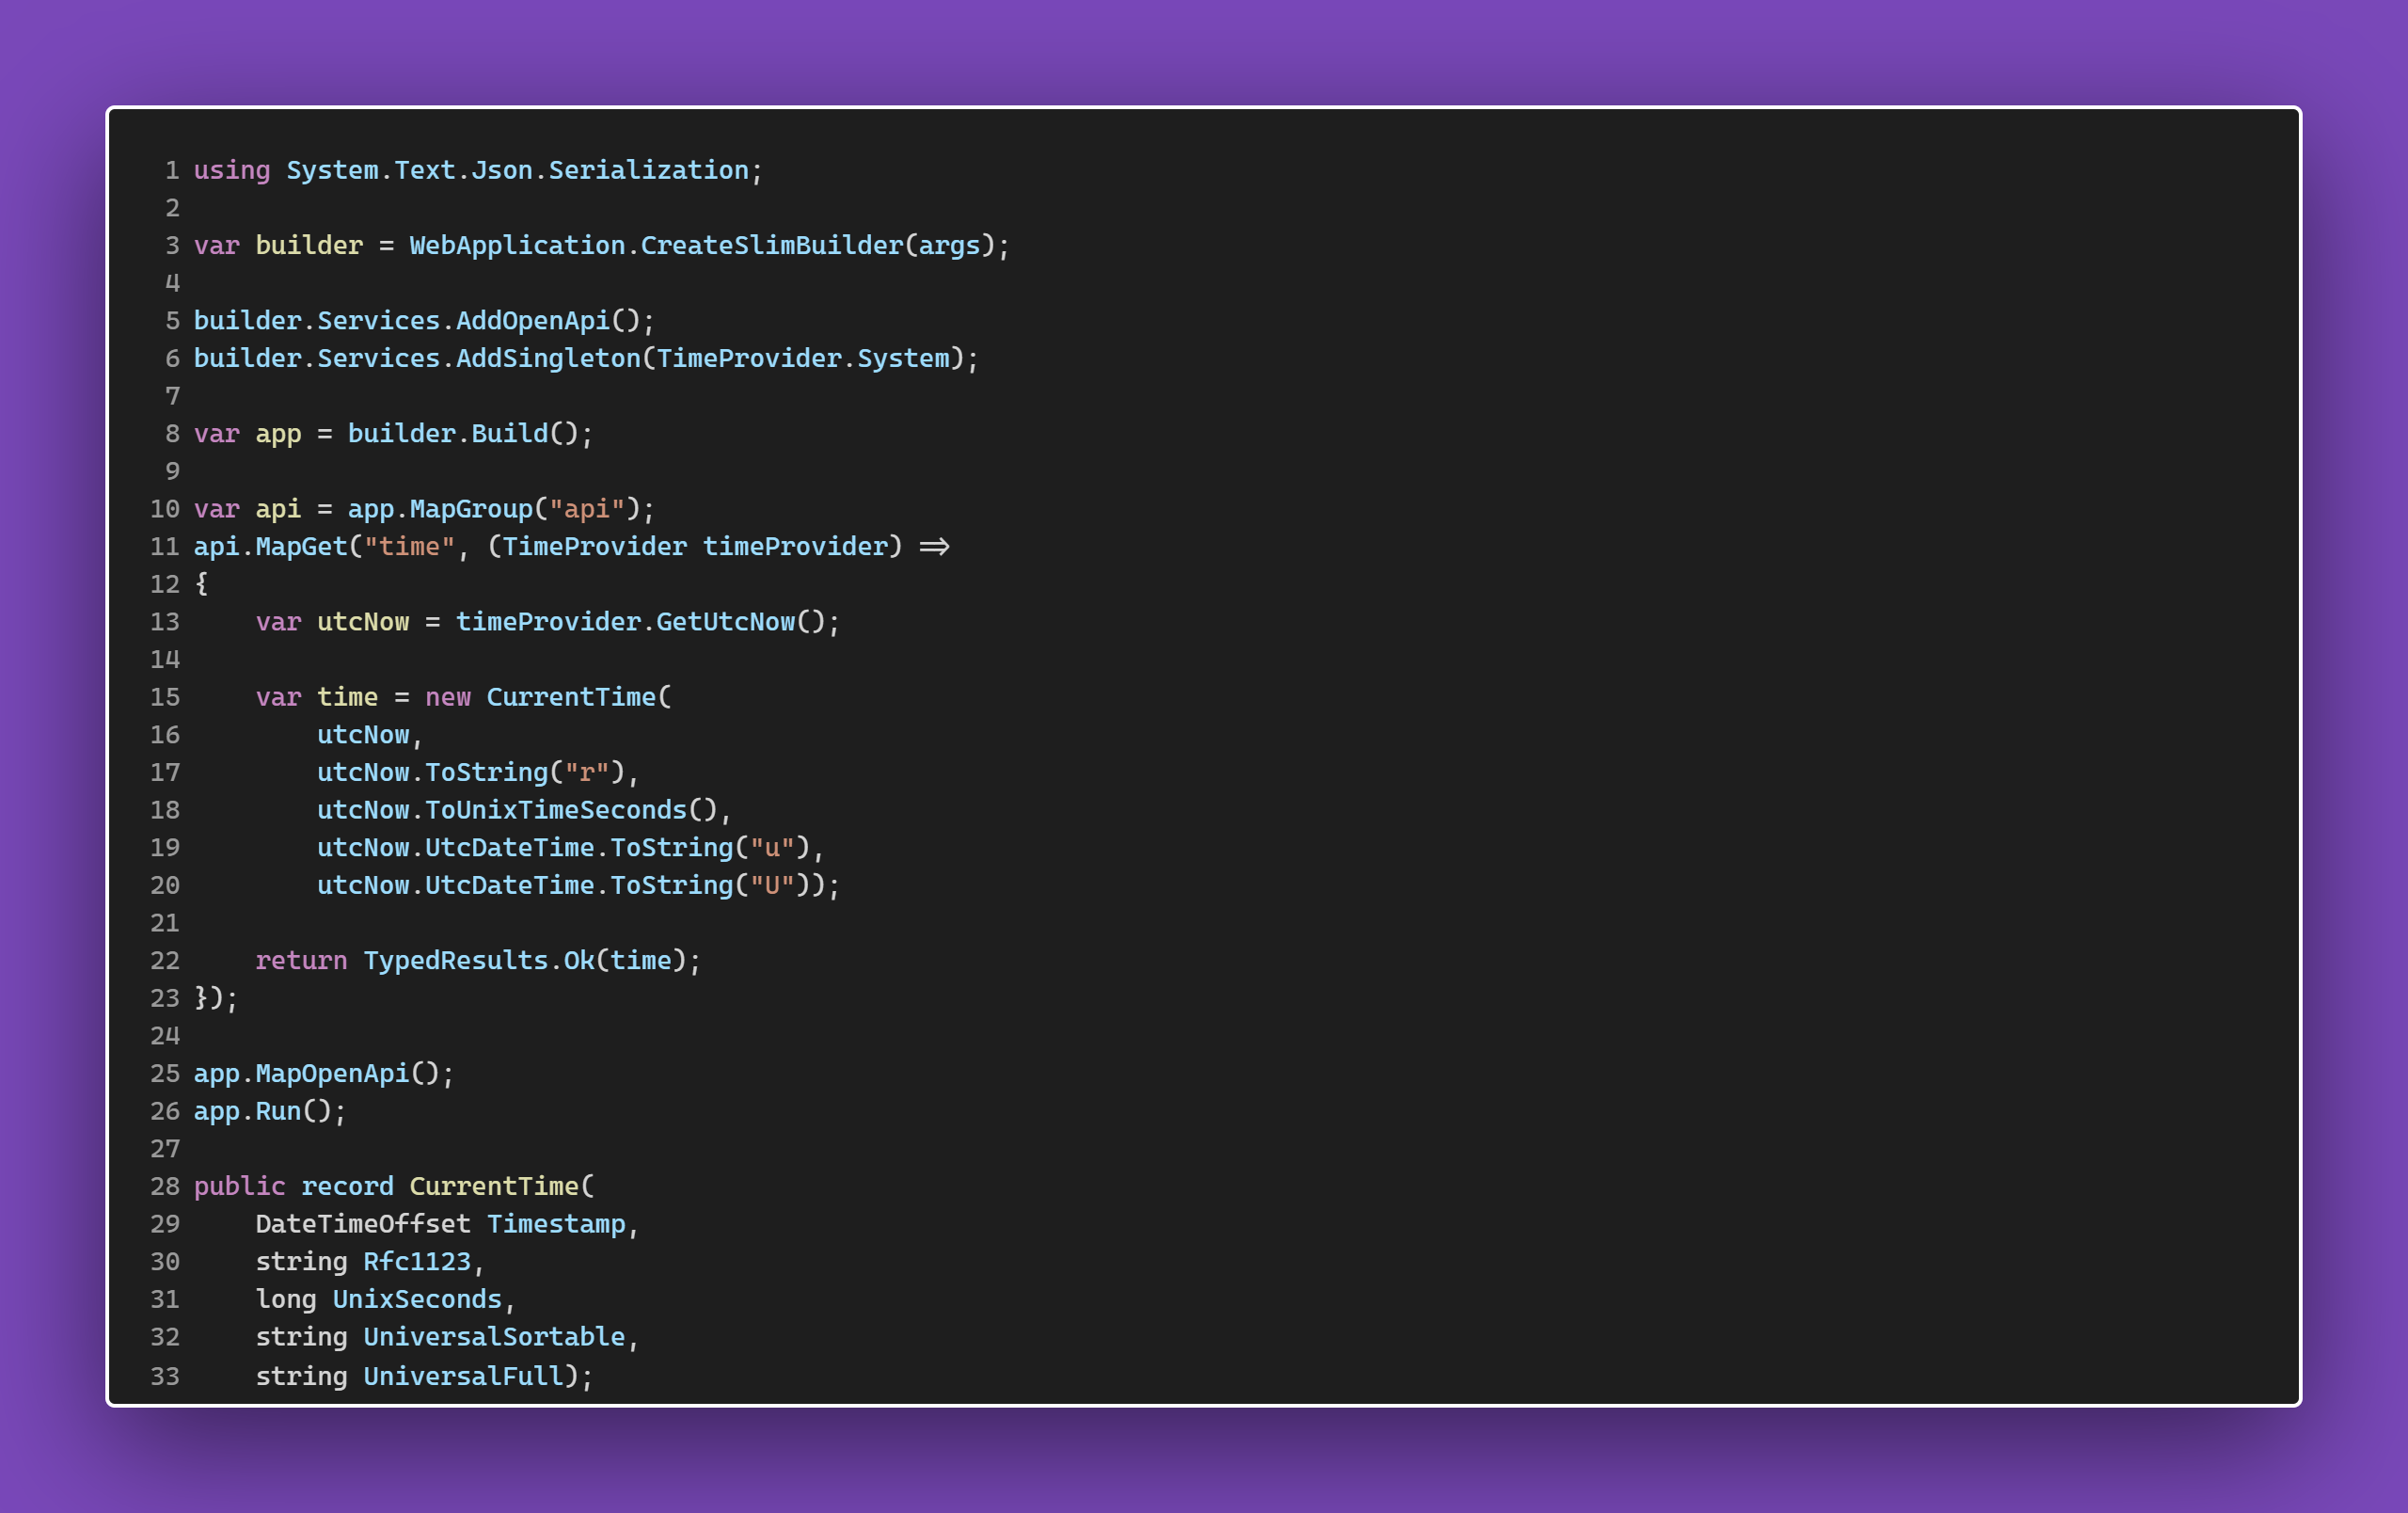 1 using System.Text.Json.Serialization;
2
3 var builder = WebApplication.CreateSlimBuilder(args);
4
5 builder.Services.AddOpenApi();
6 builder.Services.AddSingleton(TimeProvider.System);
7
8 var app = builder.Build();
9
10 var api = app.MapGroup("api");
11 api.MapGet("time", (TimeProvider timeProvider) =>
12 {
13     var utcNow = timeProvider.GetUtcNow();
14
15     var time = new CurrentTime(
16         utcNow,
17         utcNow.ToString("r"),
18         utcNow.ToUnixTimeSeconds(),
19         utcNow.UtcDateTime.ToString("u"),
20         utcNow.UtcDateTime.ToString("U"));
21
22     return TypedResults.Ok(time);
23 });
24
25 app.MapOpenApi();
26 app.Run();
27
28 public record CurrentTime(
29     DateTimeOffset Timestamp,
30     string Rfc1123,
31     long UnixSeconds,
32     string UniversalSortable,
33     string UniversalFull);